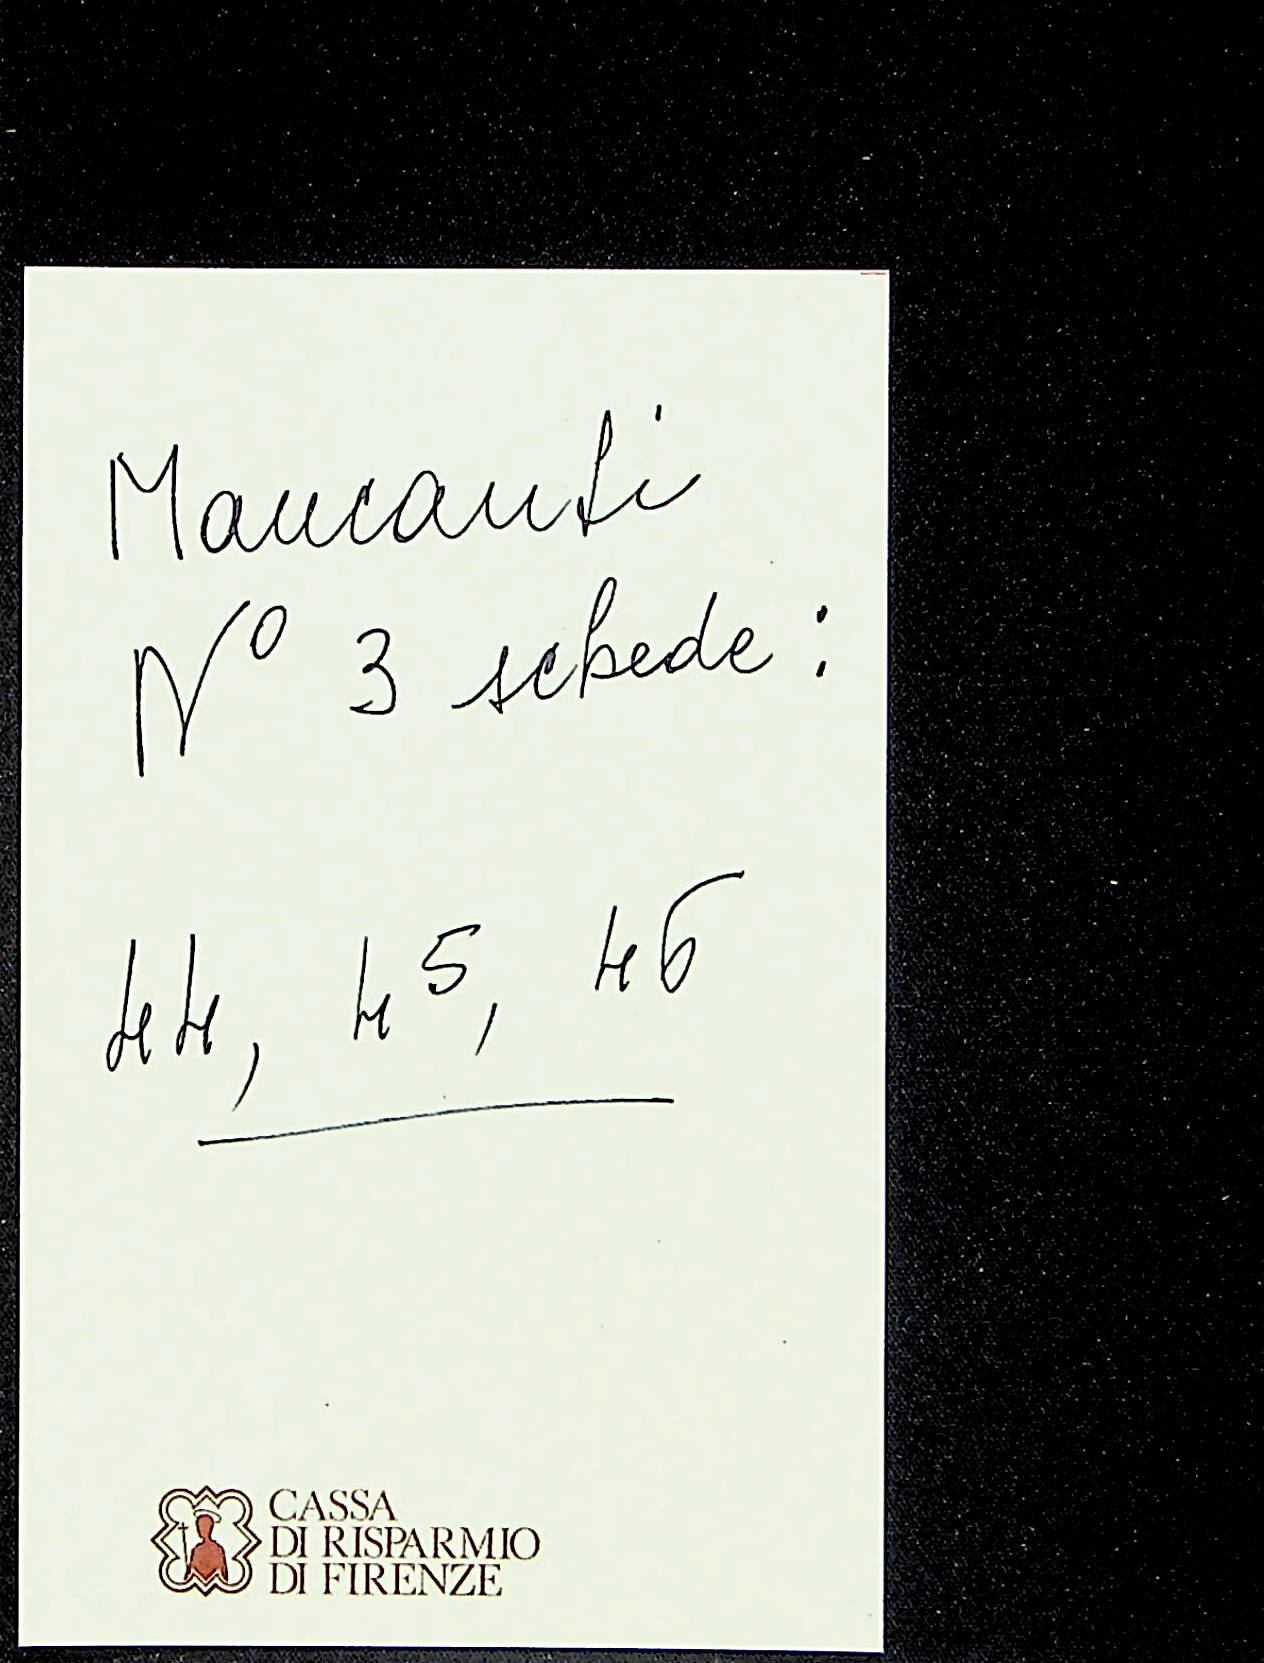 Mancanti
N° 3 schede:
44, 45, 46
CASSA
DI RISPARMIO
DI FIRENZE